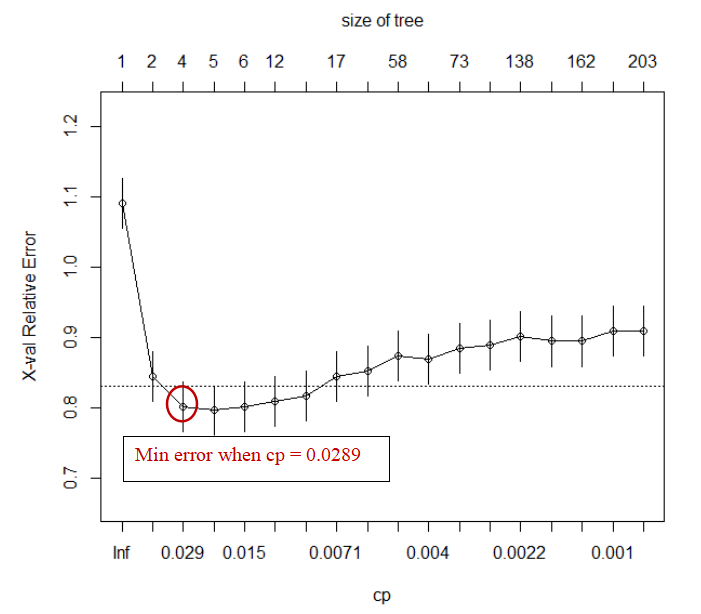 size of tree
1 2 4 5 6 12 17 58 73 138 162 203
X-val Relative Error
1.2
1.1
1.0
0.9
0.8
0.7
Min error when cp = 0.0289
Inf 0.029 0.015 0.0071 0.004 0.0022 0.001
cp